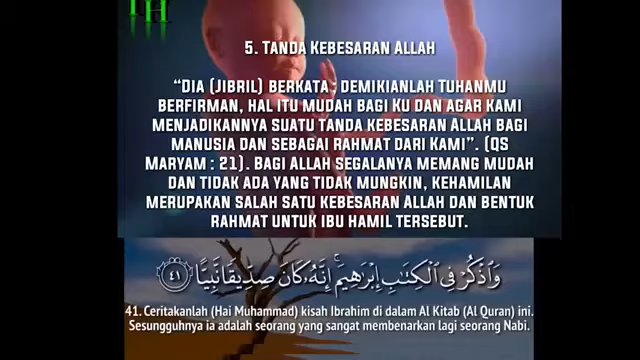 TH
5. TANDA KEBESARAN ALLAH
“DIA (JIBRIL) BERKATA : DEMIKIANLAH TUHANMU
BERFIRMAN, HAL ITU MUDAH BAGI KU DAN AGAR KAMI
MENJADIKANNYA SUATU TANDA KEBESARAN ALLAH BAGI
MANUSIA DAN SEBAGAI RAHMAT DARI KAMI”. (QS
MARYAM : 21). BAGI ALLAH SEGALANYA MEMANG MUDAH
DAN TIDAK ADA YANG TIDAK MUNGKIN, KEHAMILAN
MERUPAKAN SALAH SATU KEBESARAN ALLAH DAN BENTUK
RAHMAT UNTUK IBU HAMIL TERSEBUT.
وَاذْكُرْ فِي الْكِتَابِ إِبْرَاهِيمَ ۚ إِنَّهُ كَانَ صِدِّيقًا نَبِيًّا ٤١
41. Ceritakanlah (Hai Muhammad) kisah Ibrahim di dalam Al Kitab (Al Quran) ini.
Sesungguhnya ia adalah seorang yang sangat membenarkan lagi seorang Nabi.